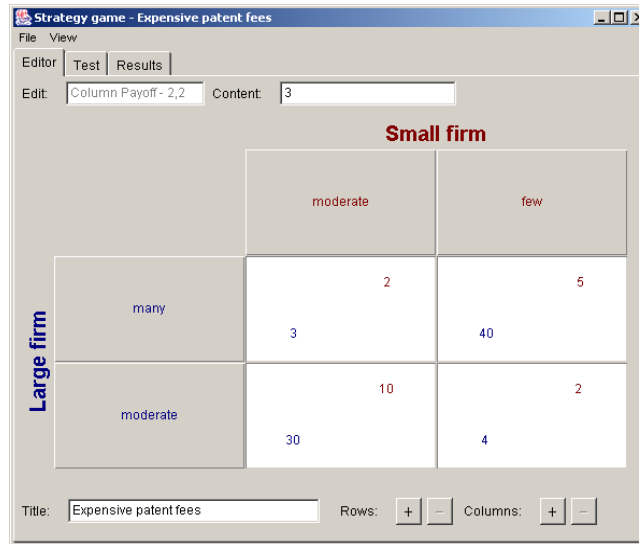 Strategy game - Expensive patent fees
File View
Editor Test Results
Edit: Column Payoff - 2,2 Content: 3
Small firm
moderate few
Large firm
many
2 5
3 40
moderate
10 2
30 4
Title: Expensive patent fees Rows: + - Columns: + -